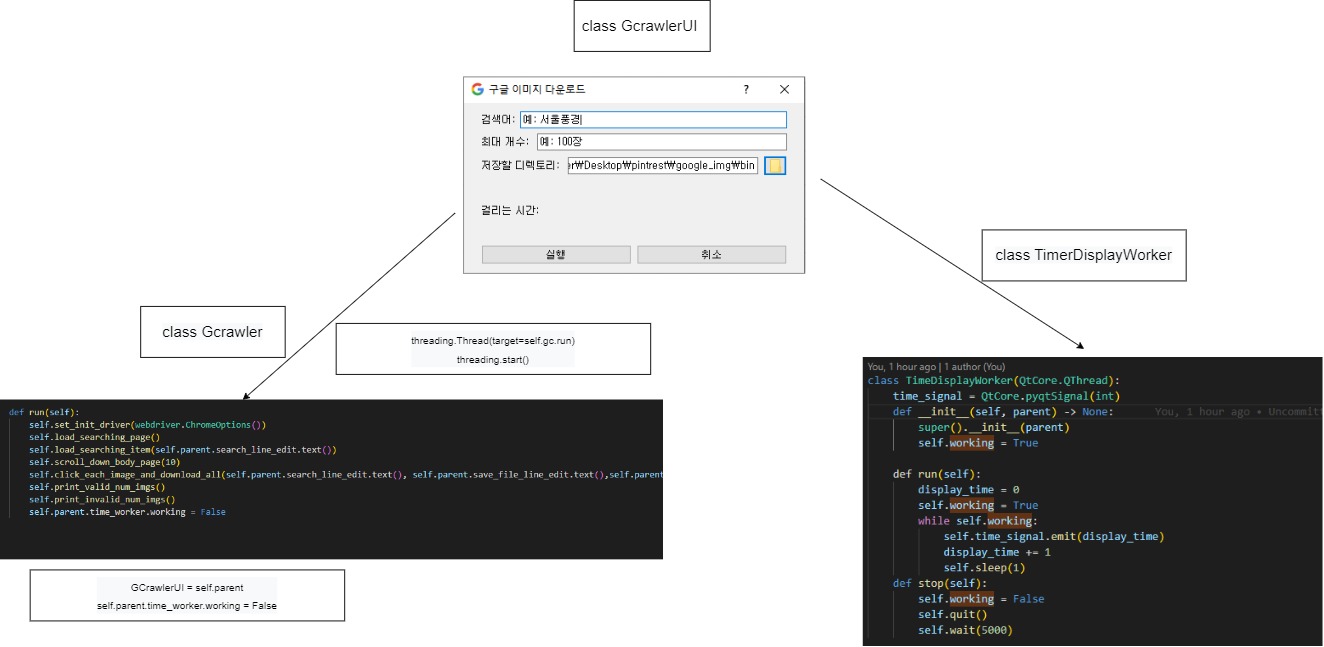 class GcrawlerUI
구글 이미지 다운로드
?
검색어:
예: 서울풍경
최대 개수:
예: 100장
저장할 디렉토리:
er₩Desktop₩pintrest₩google_img₩bin
걸리는 시간:
실행
취소
class TimerDisplayWorker
class Gcrawler
threading.Thread(target=self.gc.run)
threading.start()
def run(self):
self.set_init_driver(webdriver.ChromeOptions())
self.load_searching_page()
self.load_searching_item(self.parent.search_line_edit.text())
self.scroll_down_body_page(10)
self.click_each_image_and_download_all(self.parent.search_line_edit.text(), self.parent.save_file_line_edit.text(),self.parent
self.print_valid_num_imgs()
self.print_invalid_num_imgs()
self.parent.time_worker.working = False
GCrawlerUI = self.parent
self.parent.time_worker.working = False
You, 1 hour ago | 1 author (You)
class TimeDisplayWorker(QtCore.QThread):
time_signal = QtCore.pyqtSignal(int)
def __init__(self, parent) -> None: You, 1 hour ago • Uncommitt
super().__init__(parent)
self.working = True
def run(self):
display_time = 0
self.working = True
while self.working:
self.time_signal.emit(display_time)
display_time += 1
self.sleep(1)
def stop(self):
self.working = False
self.quit()
self.wait(5000)